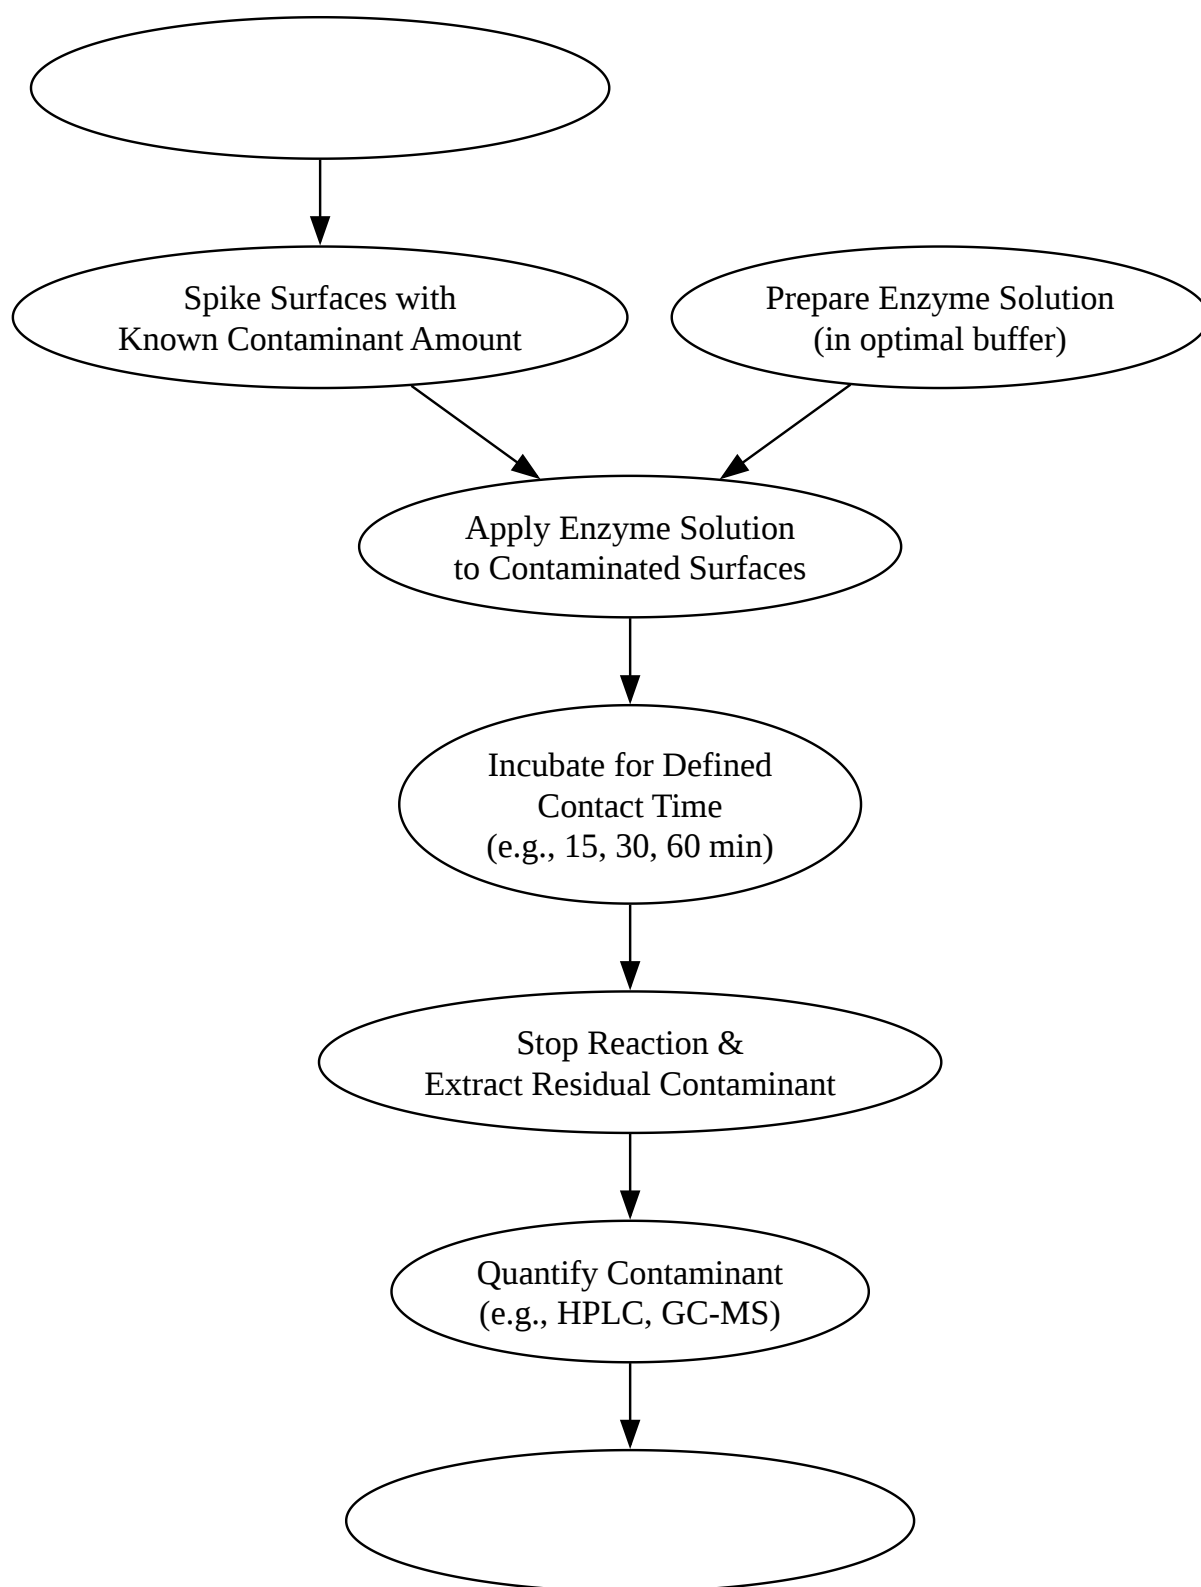 Spike Surfaces with
Known Contaminant Amount
Prepare Enzyme Solution
(in optimal buffer)
Apply Enzyme Solution
to Contaminated Surfaces
Incubate for Defined
Contact Time
(e.g., 15, 30, 60 min)
Stop Reaction &
Extract Residual Contaminant
Quantify Contaminant
(e.g., HPLC, GC-MS)